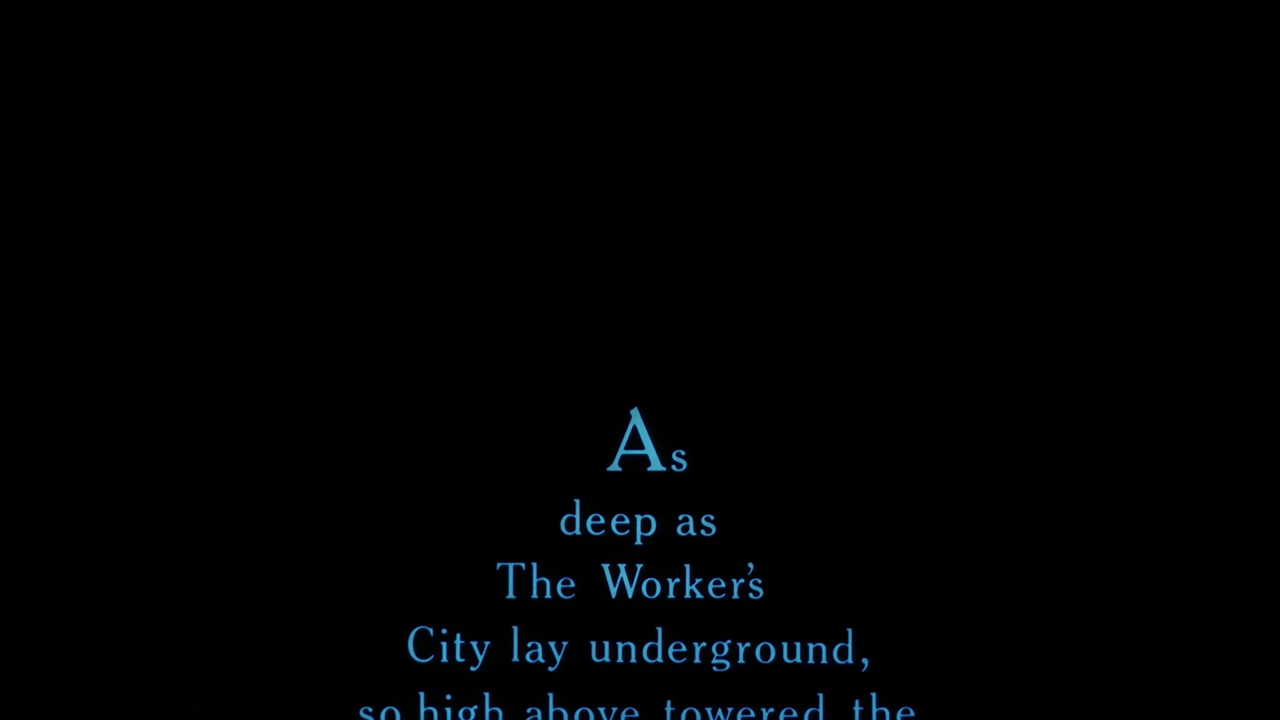 As
deep as
The Worker's
City lay underground,
so high above towered the